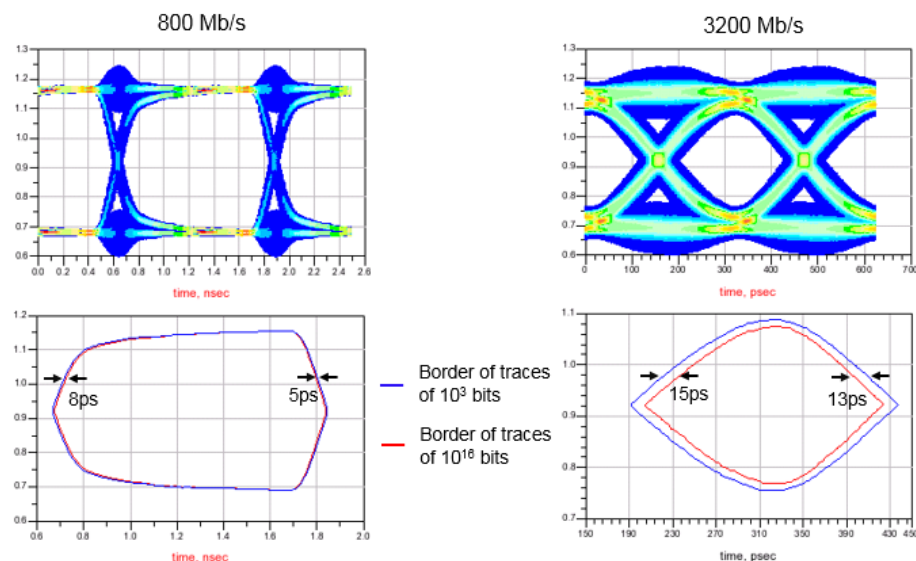 800 Mb/s
3200 Mb/s
1.3
1.2
1.1
1.0
0.9
0.8
0.7
0.6
0.0 0.2 0.4 0.6 0.8 1.0 1.2 1.4 1.6 1.8 2.0 2.2 2.4 2.6
time, nsec
1.3
1.2
1.1
1.0
0.9
0.8
0.7
0.6
0 100 200 300 400 500 600 700
time, psec
1.2
1.1
1.0
0.9
0.8
0.7
0.6
8ps
5ps
0.6 0.8 1.0 1.2 1.4 1.6 1.8 2.0
time, nsec
Border of traces
of 10³ bits
Border of traces
of 10¹⁶ bits
1.1
1.0
0.9
0.8
0.7
15ps
13ps
150 190 230 270 310 350 390 430 450
time, psec